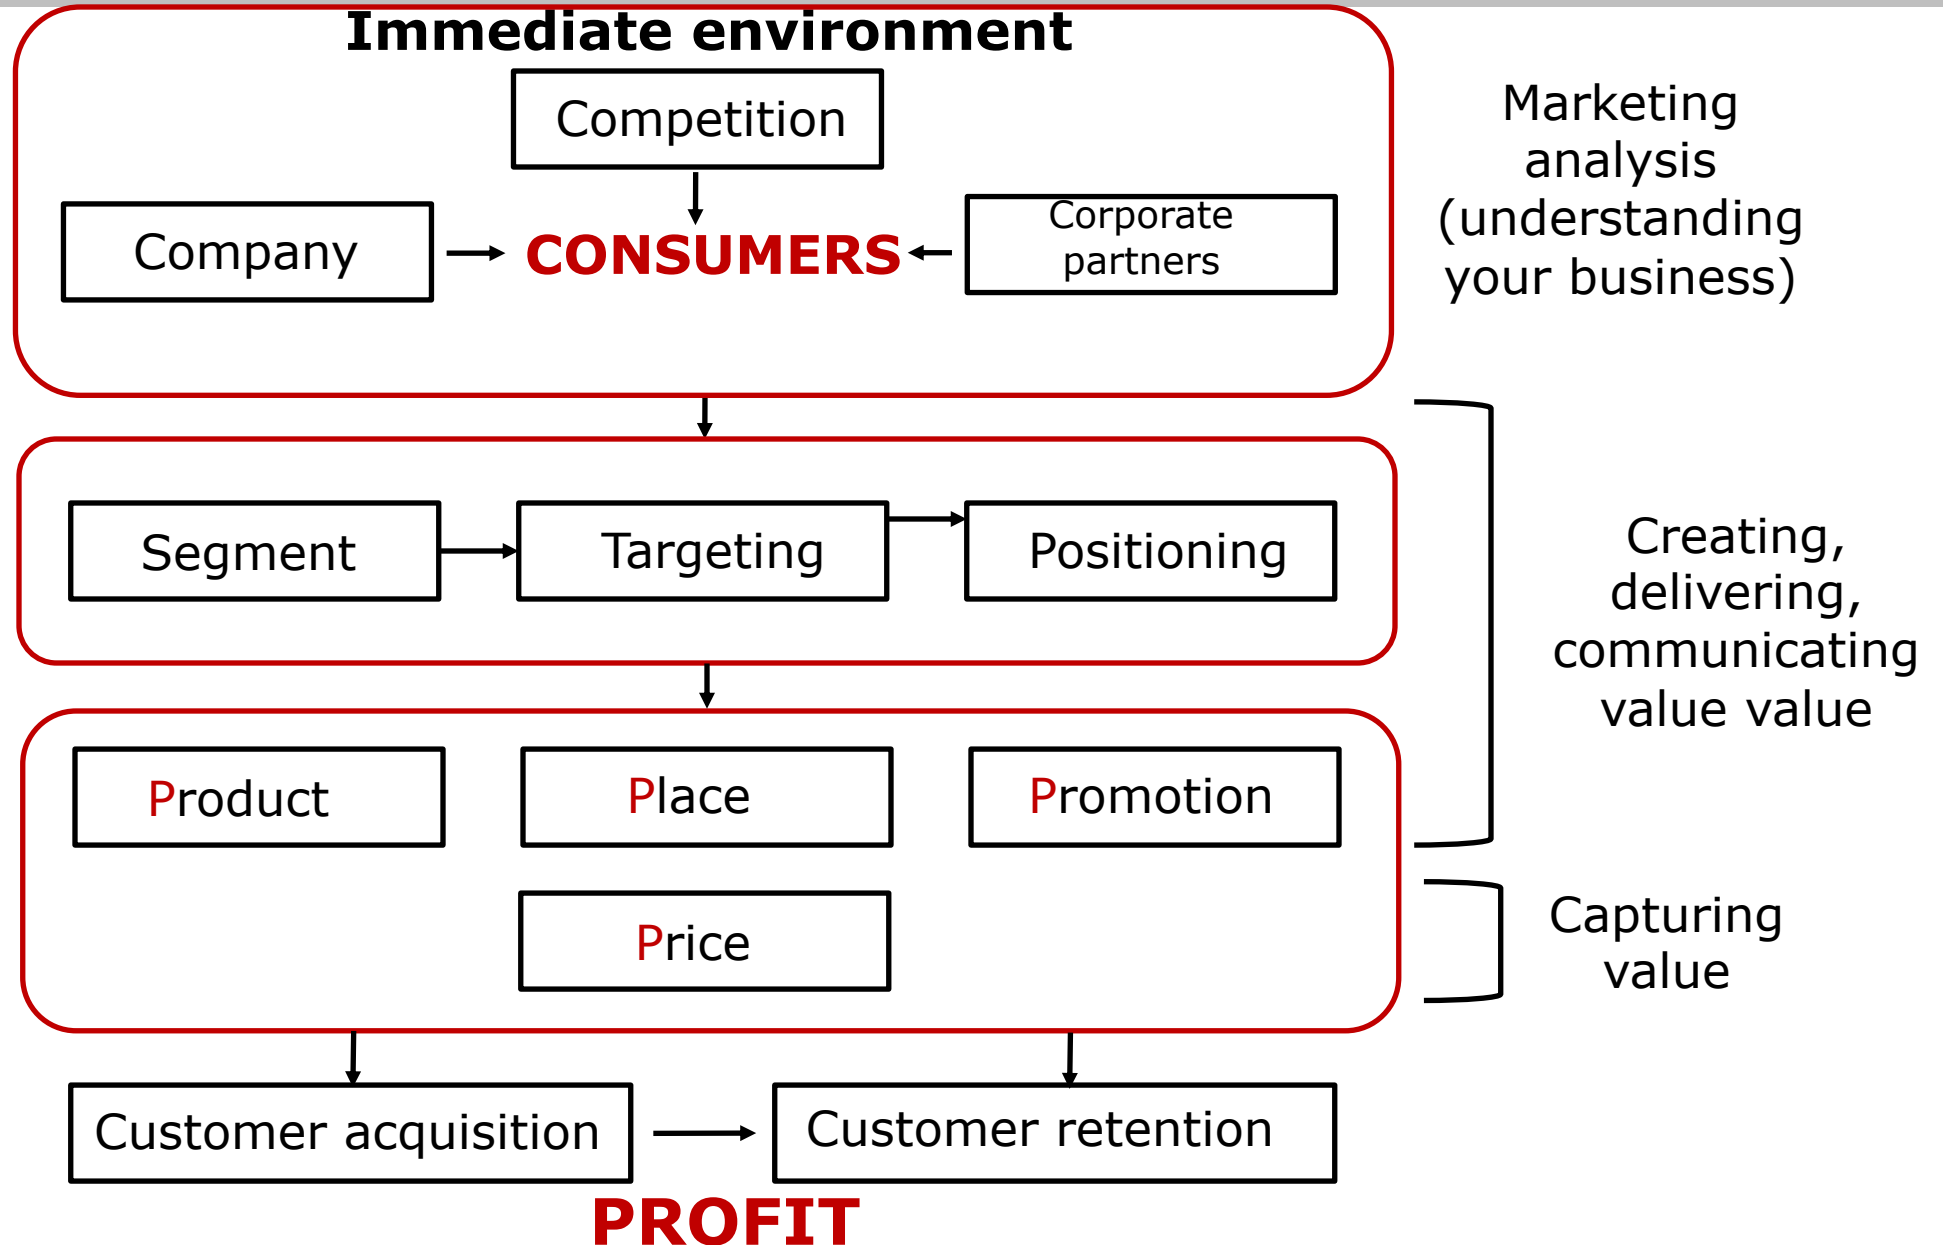 Immediate environment
Competition
Company
CONSUMERS
Corporate
partners
Marketing
analysis
(understanding
your business)
Segment
Targeting
Positioning
Creating,
delivering,
communicating
value value
Product
Place
Promotion
Price
Capturing
value
Customer acquisition
Customer retention
PROFIT